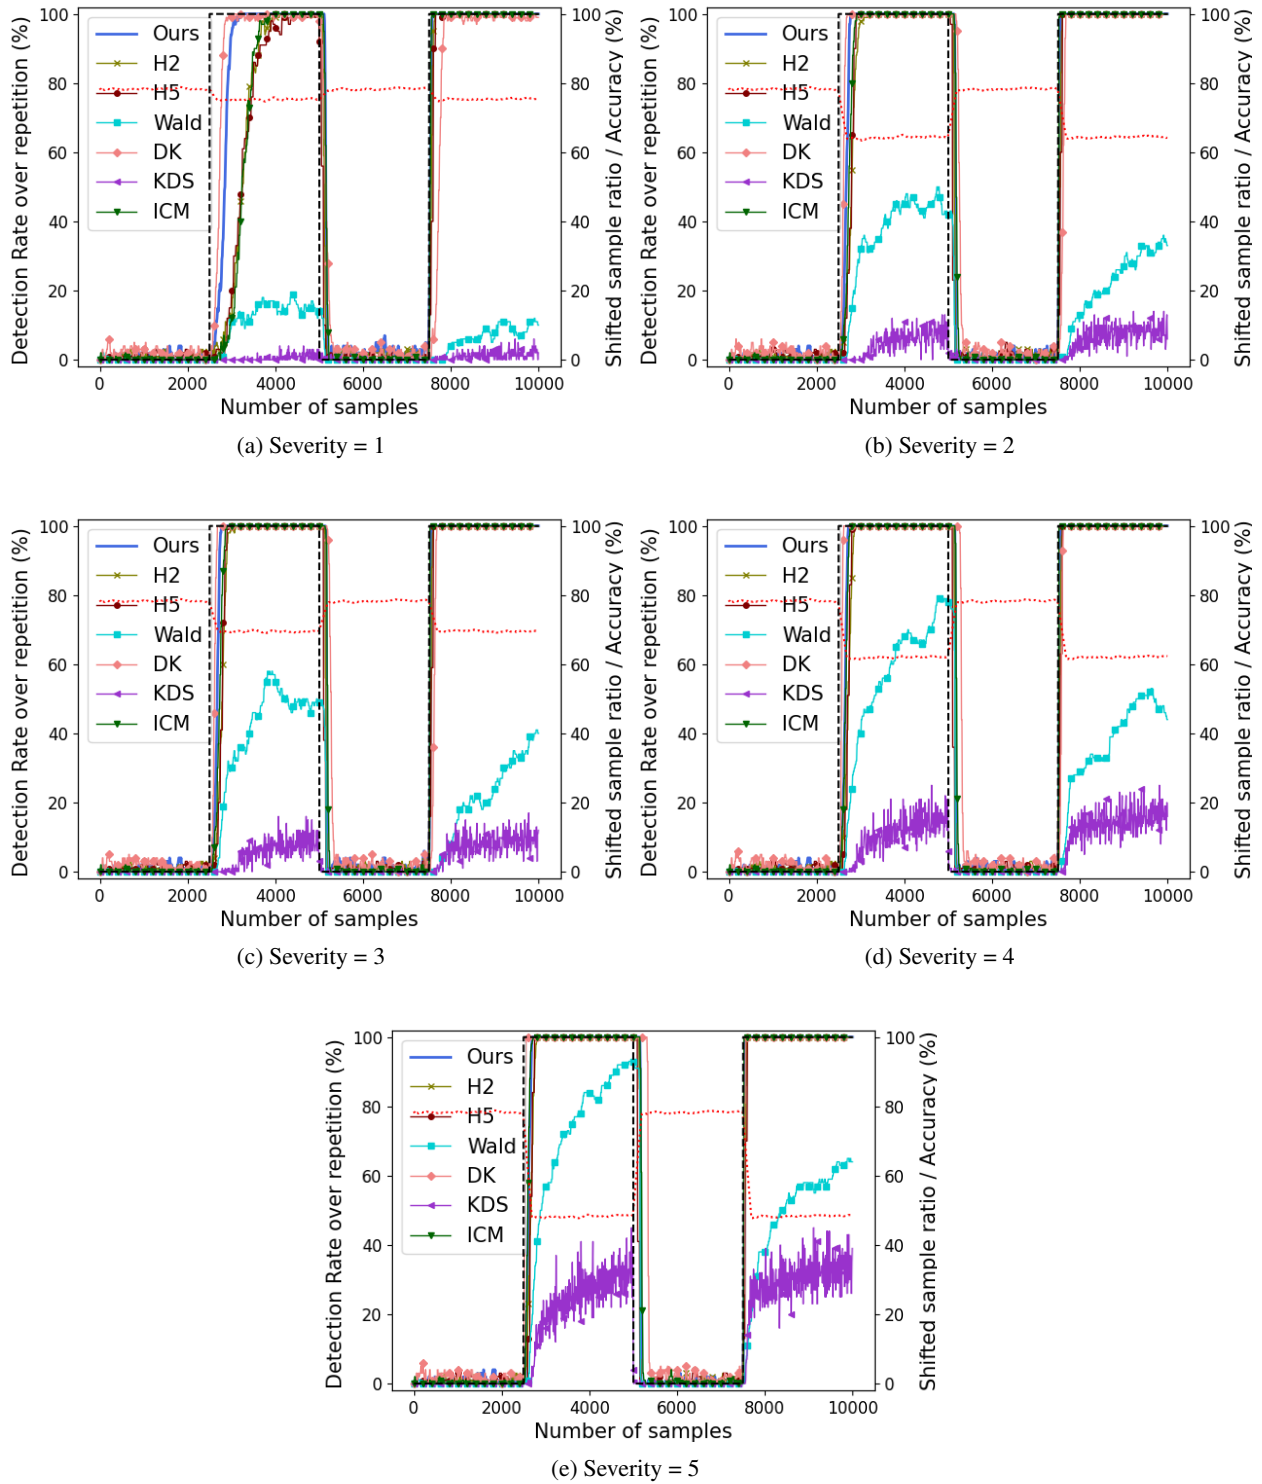 Detection Rate over repetition (%)
100
80
60
40
20
0
Ours
H2
H5
Wald
DK
KDS
ICM
100
80
60
40
20
0
Shifted sample ratio / Accuracy (%)
0 2000 4000 6000 8000 10000
Number of samples
(a) Severity = 1
Detection Rate over repetition (%)
100
80
60
40
20
0
Ours
H2
H5
Wald
DK
KDS
ICM
100
80
60
40
20
0
Shifted sample ratio / Accuracy (%)
0 2000 4000 6000 8000 10000
Number of samples
(b) Severity = 2
Detection Rate over repetition (%)
100
80
60
40
20
0
Ours
H2
H5
Wald
DK
KDS
ICM
100
80
60
40
20
0
Shifted sample ratio / Accuracy (%)
0 2000 4000 6000 8000 10000
Number of samples
(c) Severity = 3
Detection Rate over repetition (%)
100
80
60
40
20
0
Ours
H2
H5
Wald
DK
KDS
ICM
100
80
60
40
20
0
Shifted sample ratio / Accuracy (%)
0 2000 4000 6000 8000 10000
Number of samples
(d) Severity = 4
Detection Rate over repetition (%)
100
80
60
40
20
0
Ours
H2
H5
Wald
DK
KDS
ICM
100
80
60
40
20
0
Shifted sample ratio / Accuracy (%)
0 2000 4000 6000 8000 10000
Number of samples
(e) Severity = 5